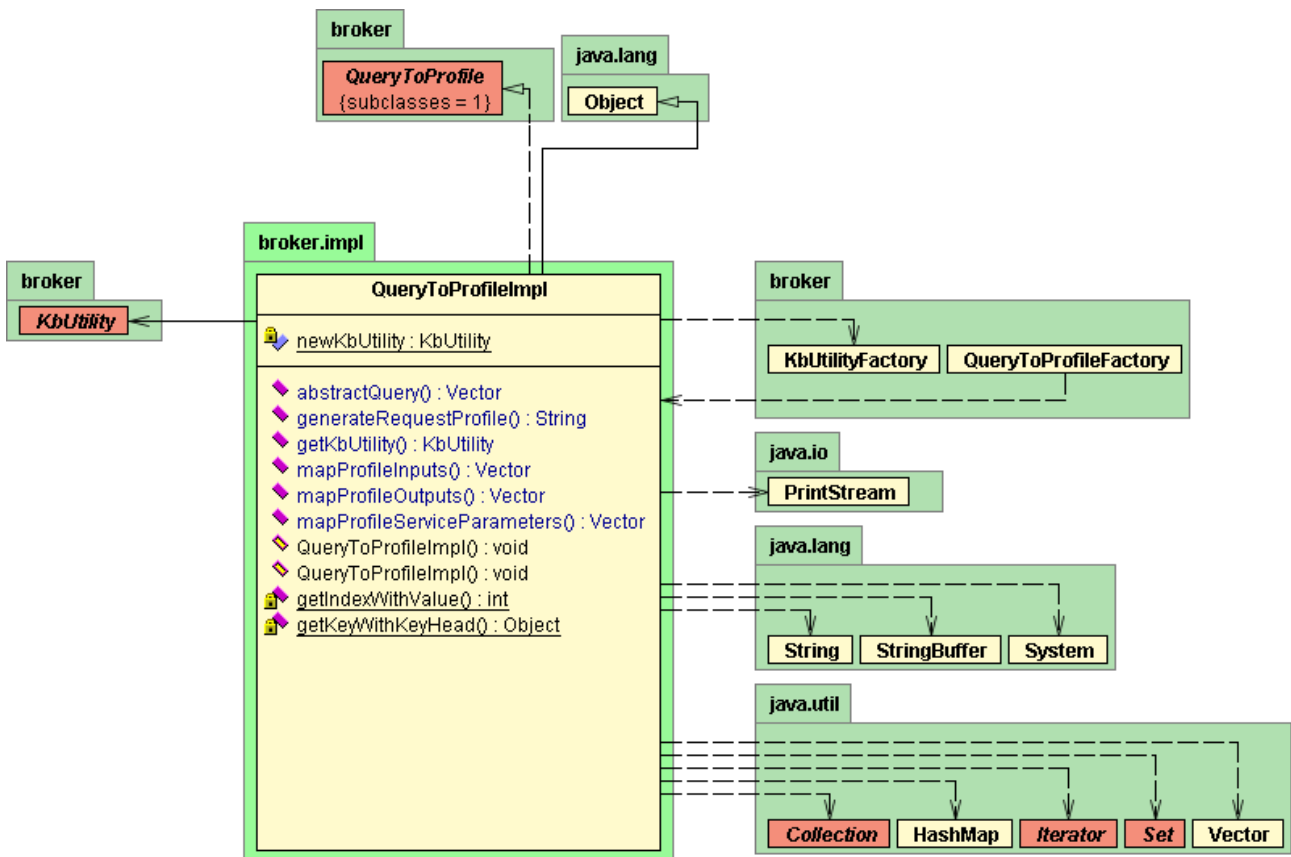 broker
QueryToProfile
{subclasses = 1}
java.lang
Object
broker.impl
QueryToProfileImpl
newKbUtility : KbUtility
abstractQuery() : Vector
generateRequestProfile() : String
getKbUtility() : KbUtility
mapProfileInputs() : Vector
mapProfileOutputs() : Vector
mapProfileServiceParameters() : Vector
QueryToProfileImpl() : void
QueryToProfileImpl() : void
getIndexWithValue() : int
getKeyWithKeyHead() : Object
broker
KbUtility
broker
KbUtilityFactory
QueryToProfileFactory
java.io
PrintStream
java.lang
String
StringBuffer
System
java.util
Collection
HashMap
Iterator
Set
Vector